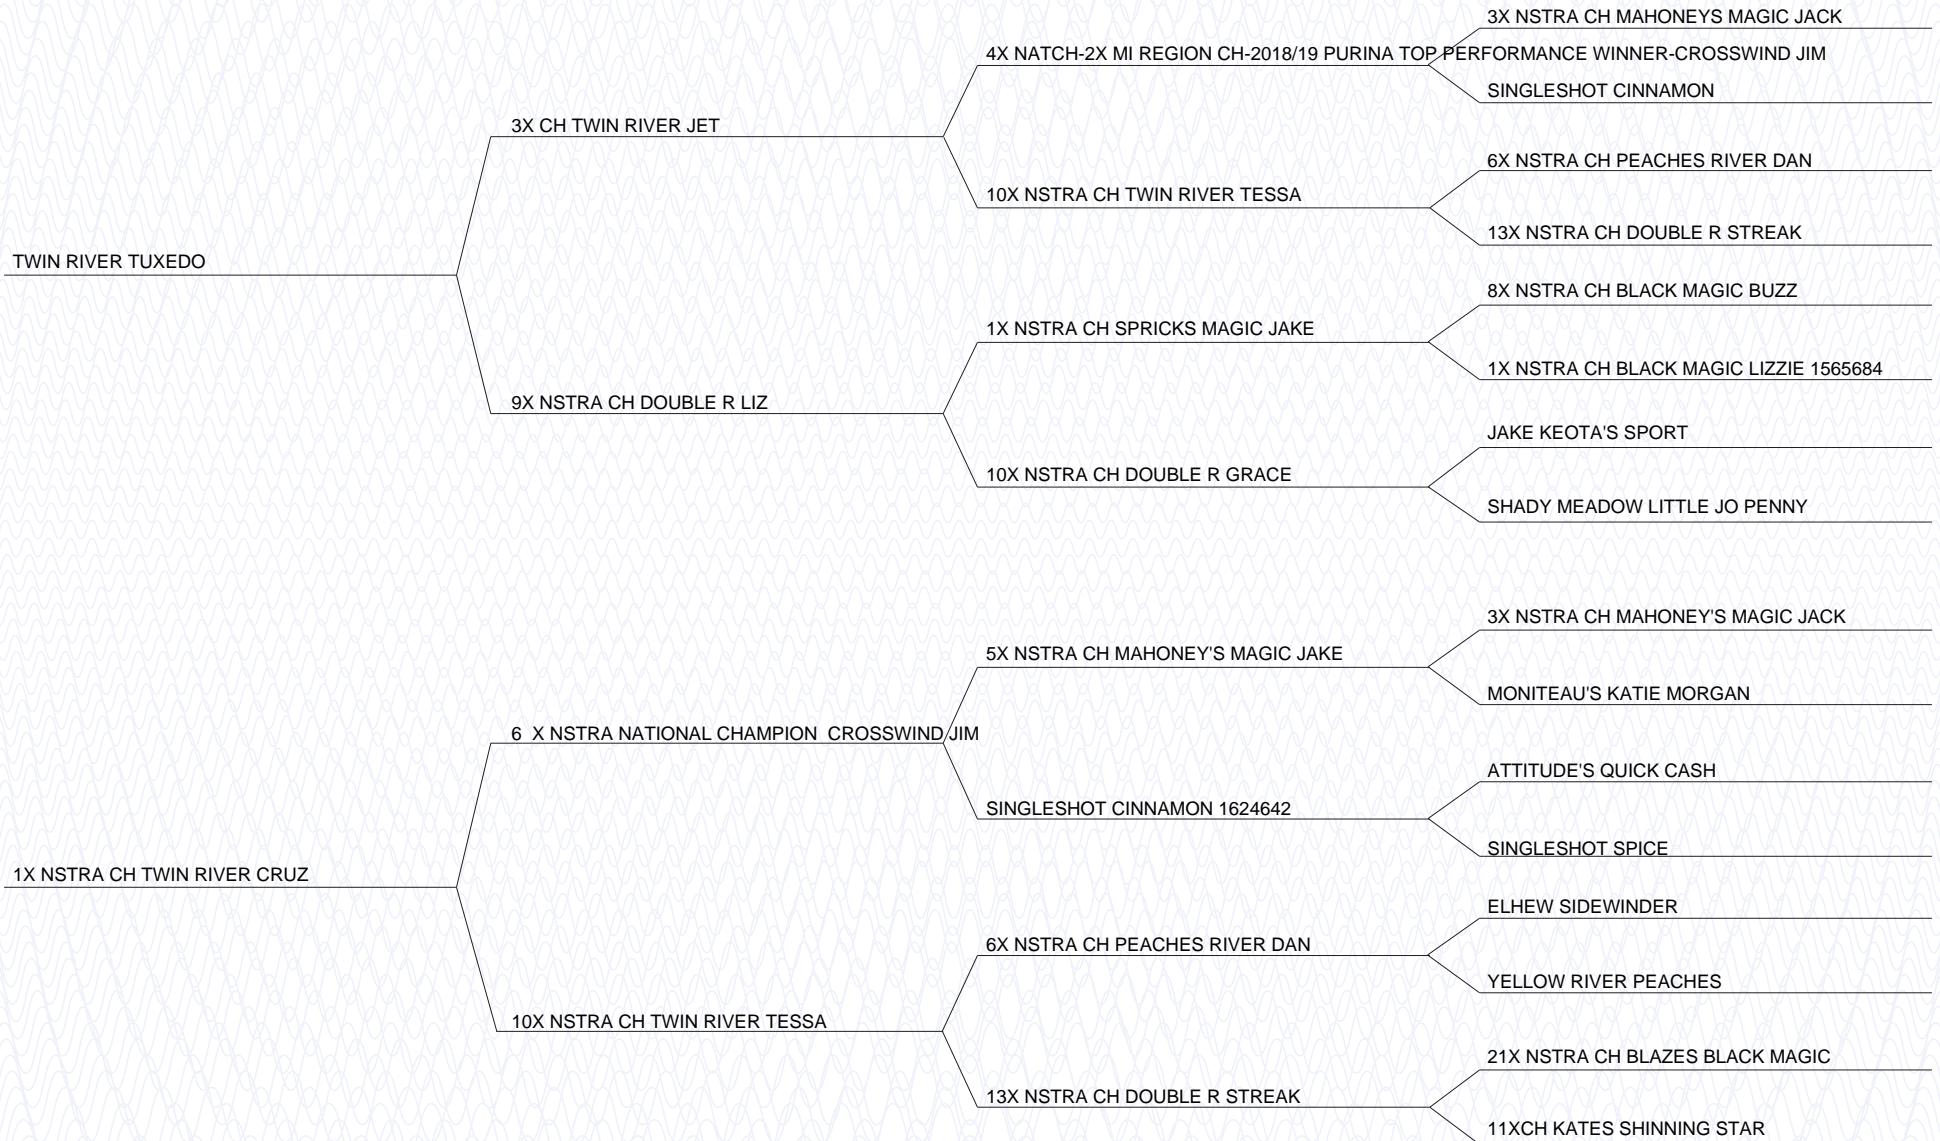 3X NSTRA CH MAHONEYS MAGIC JACK
4X NATCH-2X MI REGION CH-2018/19 PURINA TOP PERFORMANCE WINNER-CROSSWIND JIM
SINGLESHOT CINNAMON
3X CH TWIN RIVER JET
6X NSTRA CH PEACHES RIVER DAN
10X NSTRA CH TWIN RIVER TESSA
13X NSTRA CH DOUBLE R STREAK
TWIN RIVER TUXEDO
8X NSTRA CH BLACK MAGIC BUZZ
1X NSTRA CH SPRICKS MAGIC JAKE
1X NSTRA CH BLACK MAGIC LIZZIE 1565684
9X NSTRA CH DOUBLE R LIZ
JAKE KEOTA'S SPORT
10X NSTRA CH DOUBLE R GRACE
SHADY MEADOW LITTLE JO PENNY
3X NSTRA CH MAHONEY'S MAGIC JACK
5X NSTRA CH MAHONEY'S MAGIC JAKE
MONITEAU'S KATIE MORGAN
6  X NSTRA NATIONAL CHAMPION  CROSSWIND JIM
ATTITUDE'S QUICK CASH
SINGLESHOT CINNAMON 1624642
SINGLESHOT SPICE
1X NSTRA CH TWIN RIVER CRUZ
ELHEW SIDEWINDER
6X NSTRA CH PEACHES RIVER DAN
YELLOW RIVER PEACHES
10X NSTRA CH TWIN RIVER TESSA
21X NSTRA CH BLAZES BLACK MAGIC
13X NSTRA CH DOUBLE R STREAK
11XCH KATES SHINNING STAR